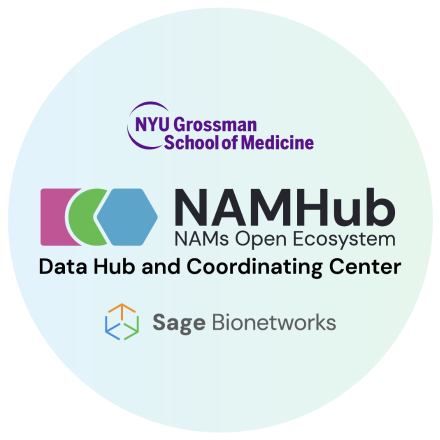 NYU Grossman
School of Medicine
NAMHub
NAMs Open Ecosystem
Data Hub and Coordinating Center
Sage Bionetworks